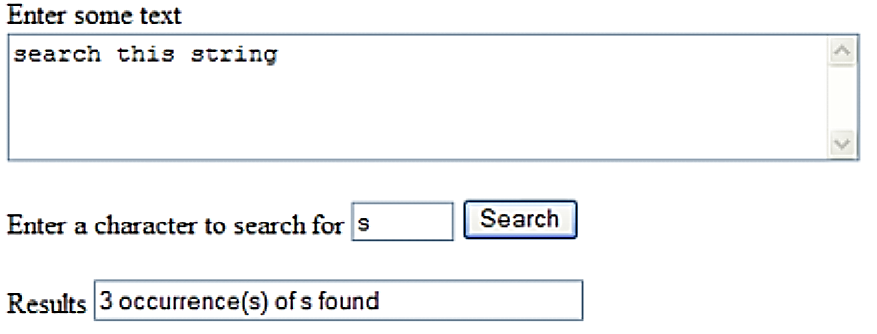 Enter some text
search this string
Enter a character to search for s Search
Results 3 occurrence(s) of s found